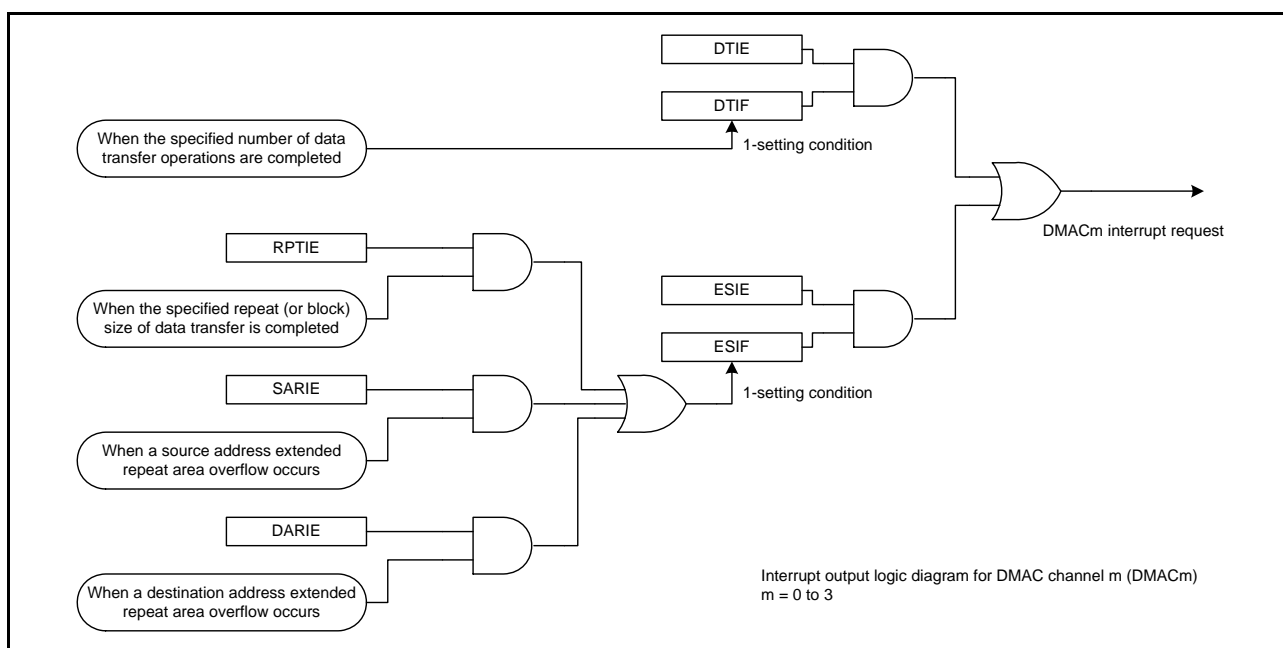 DTIE
DTIF
When the specified number of data
transfer operations are completed
1-setting condition
DMACm interrupt request
RPTIE
When the specified repeat (or block)
size of data transfer is completed
ESIE
ESIF
1-setting condition
SARIE
When a source address extended
repeat area overflow occurs
DARIE
When a destination address extended
repeat area overflow occurs
Interrupt output logic diagram for DMAC channel m (DMACm)
m = 0 to 3